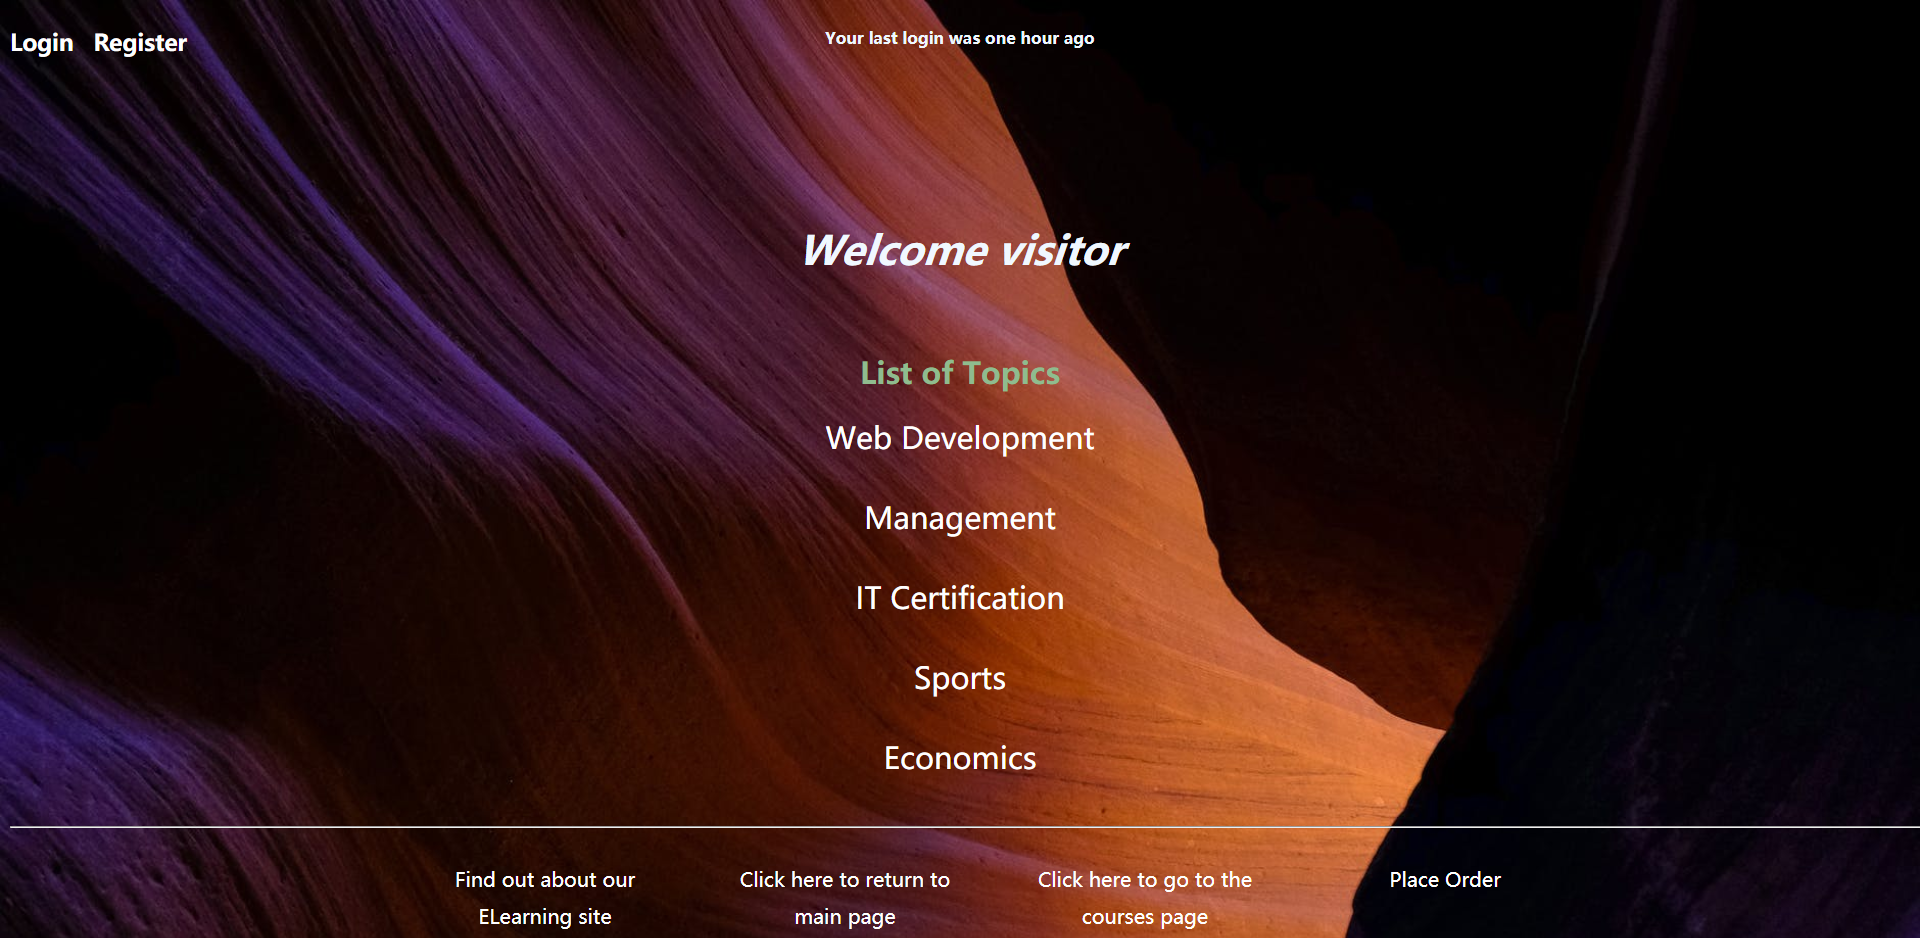 Login Register
Your last login was one hour ago
Welcome visitor
List of Topics
Web Development
Management
IT Certification
Sports
Economics
Find out about our
ELearning site
Click here to return to
main page
Click here to go to the
courses page
Place Order